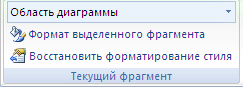 Область диаграммы
Формат выделенного фрагмента
Восстановить форматирование стиля
Текущий фрагмент